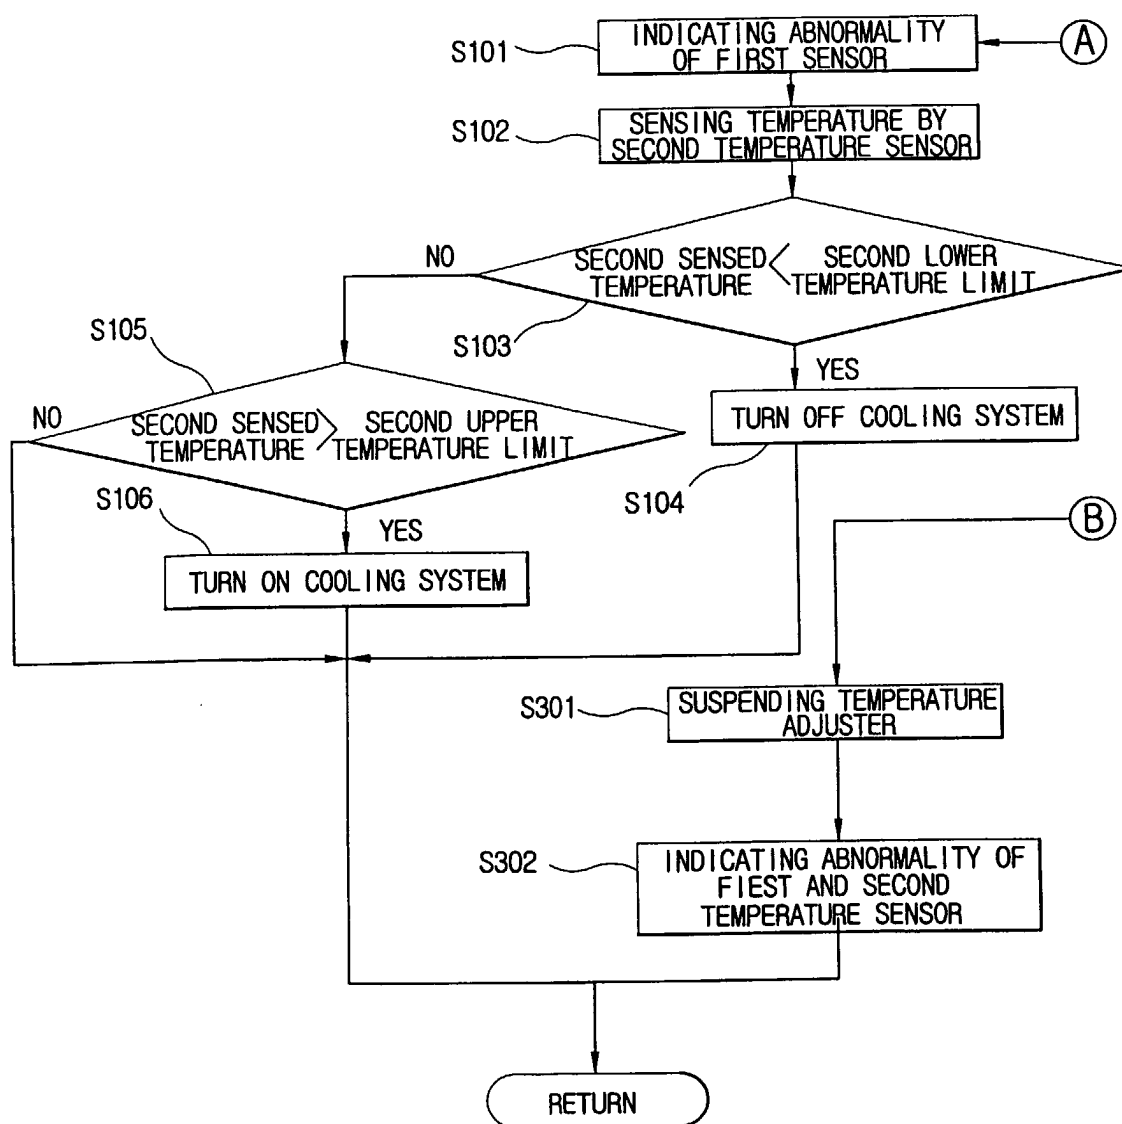 S101
INDICATING ABNORMALITY
OF FIRST SENSOR
A
S102
SENSING TEMPERATURE BY
SECOND TEMPERATURE SENSOR
NO
SECOND SENSED < SECOND LOWER
TEMPERATURE TEMPERATURE LIMIT
S103
YES
S105
NO
SECOND SENSED > SECOND UPPER
TEMPERATURE TEMPERATURE LIMIT
TURN OFF COOLING SYSTEM
S104
S106
YES
TURN ON COOLING SYSTEM
B
S301
SUSPENDING TEMPERATURE
ADJUSTER
S302
INDICATING ABNORMALITY OF
FIEST AND SECOND
TEMPERATURE SENSOR
RETURN